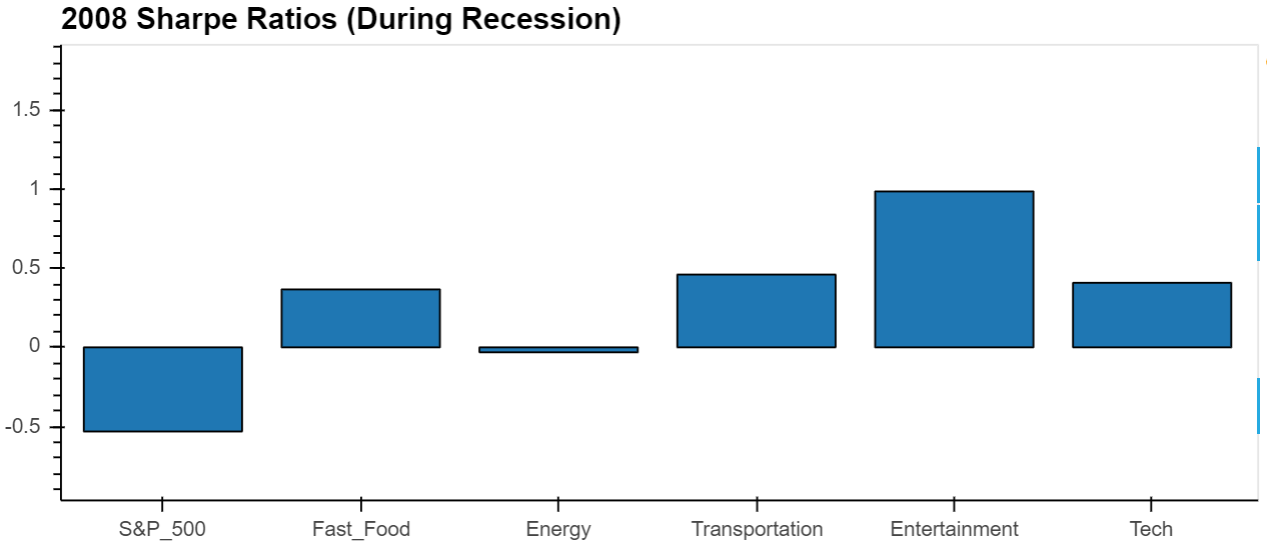 2008 Sharpe Ratios (During Recession)
1.5
1
0.5
0
-0.5
S&P_500 Fast_Food Energy Transportation Entertainment Tech